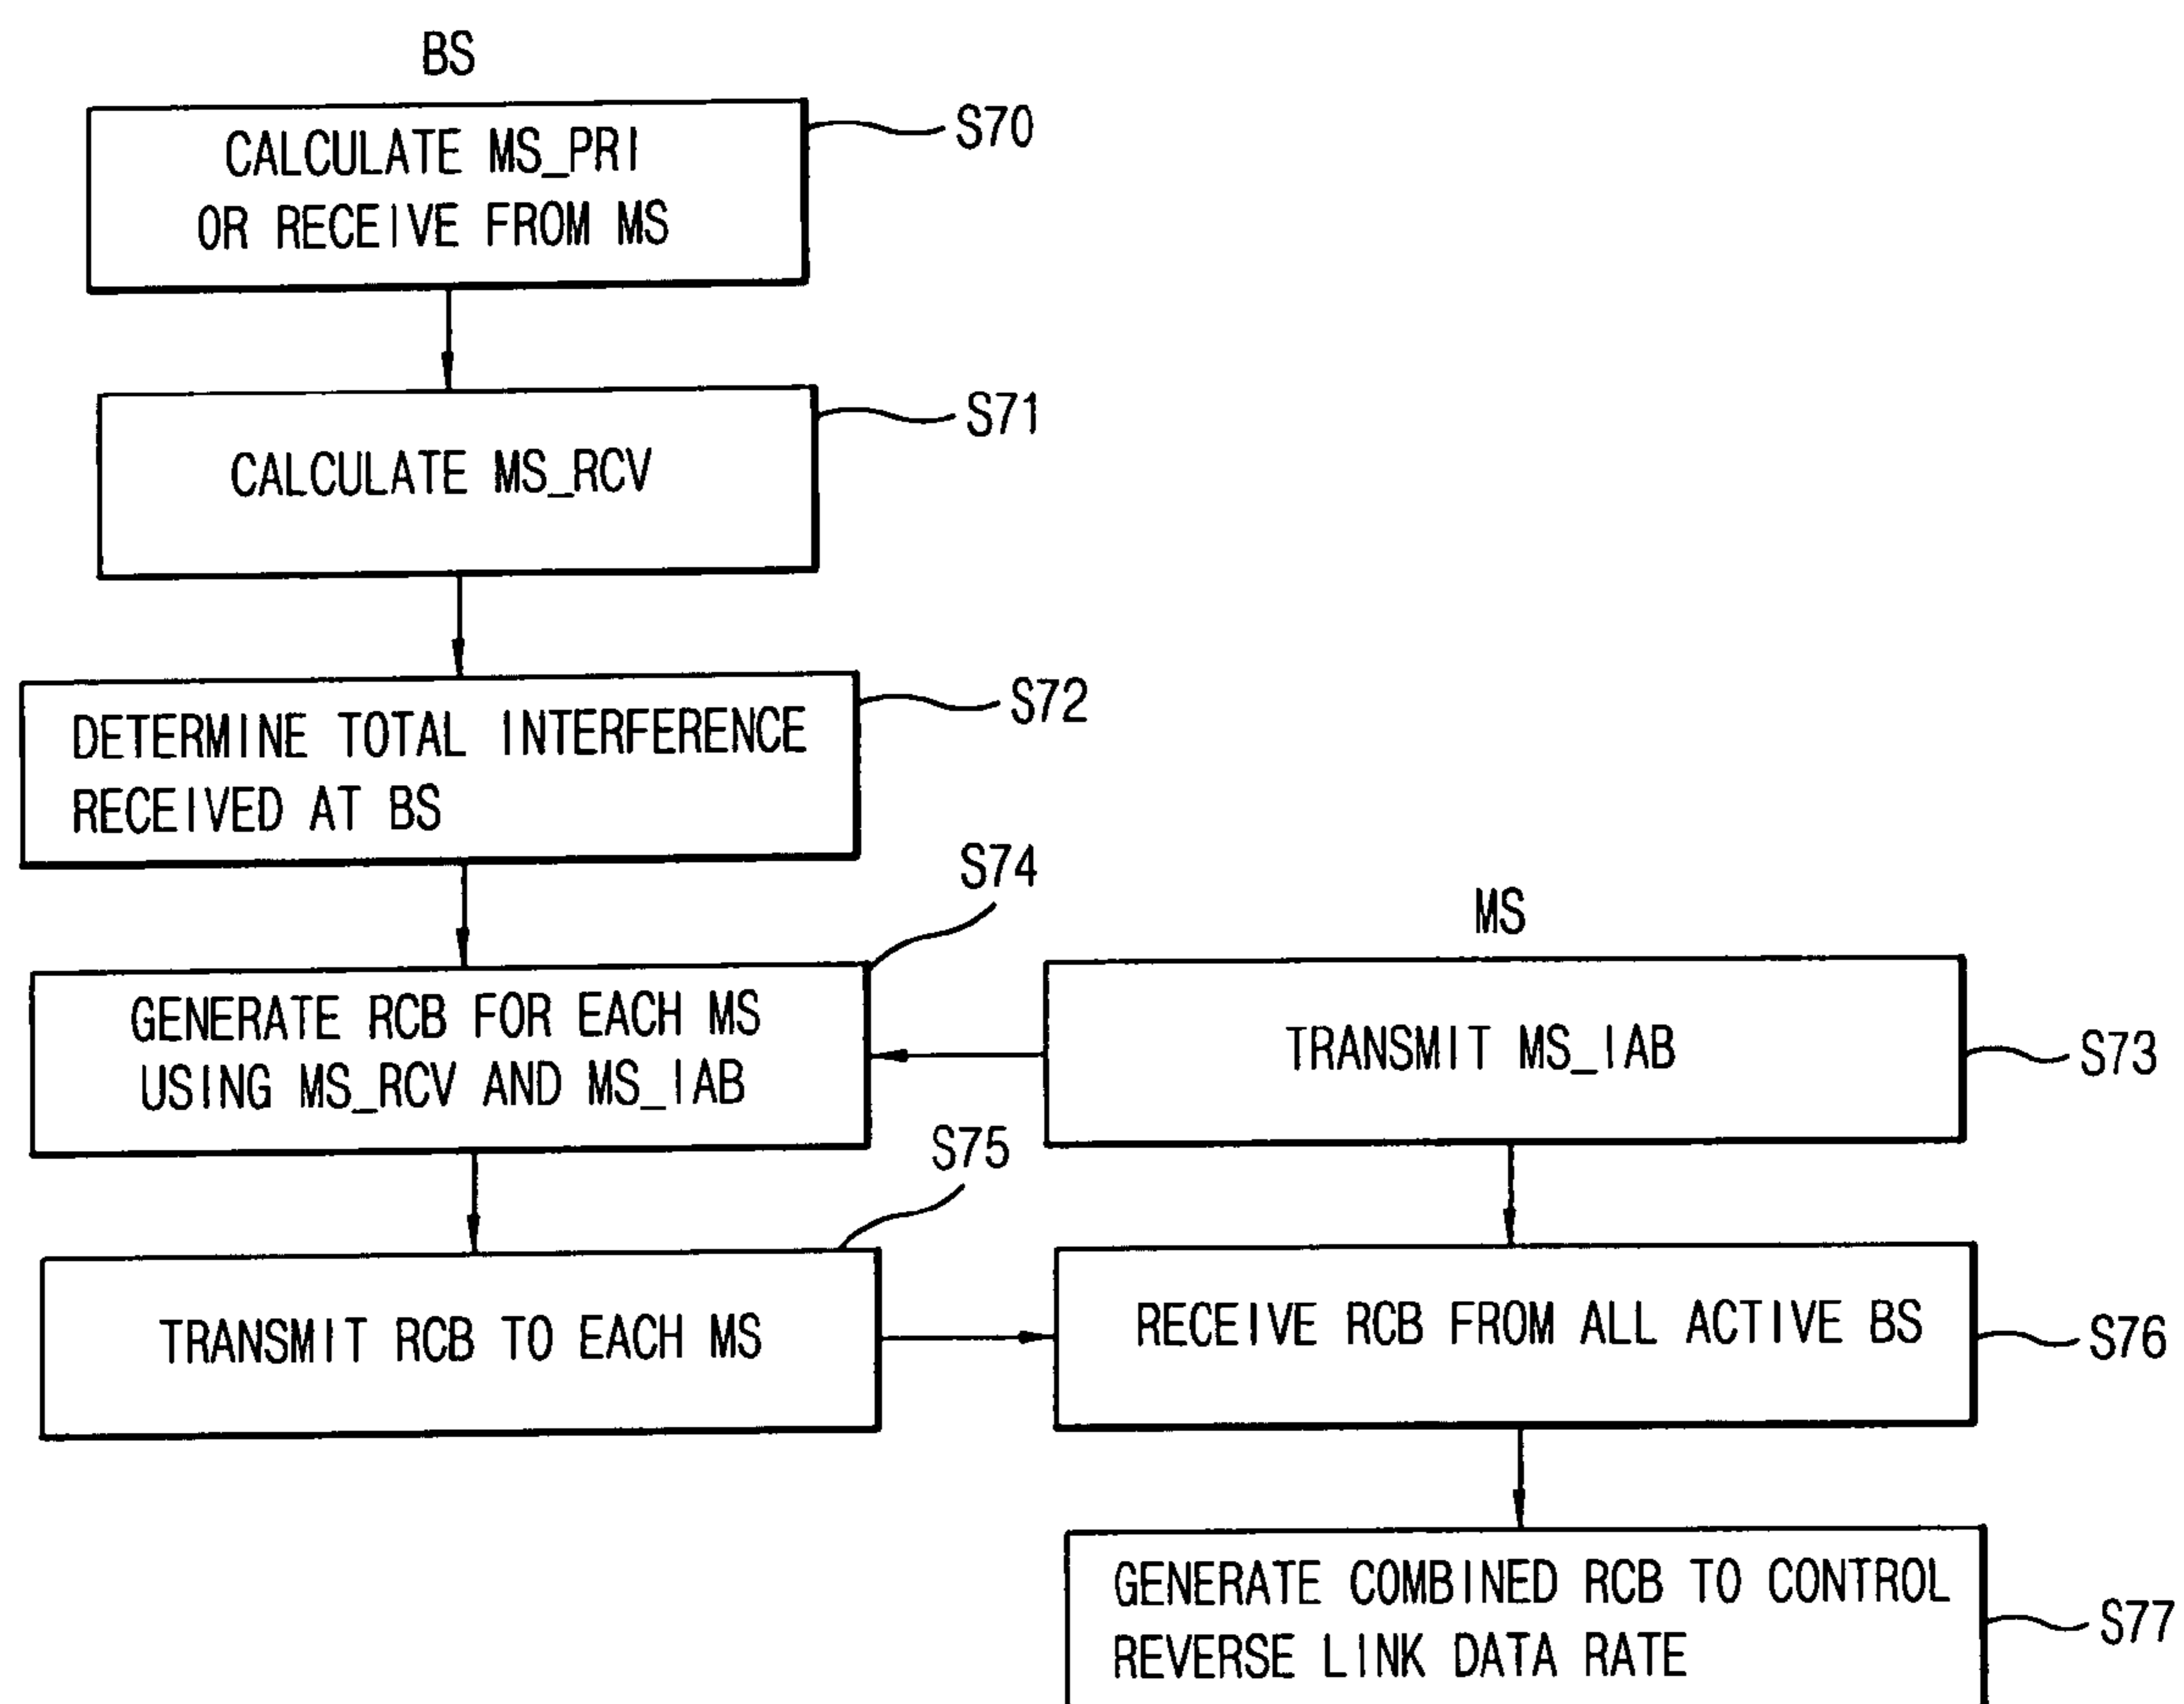 BS
CALCULATE MS_PRI
OR RECEIVE FROM MS
S70
CALCULATE MS_RCV
S71
DETERMINE TOTAL INTERFERENCE
RECEIVED AT BS
S72
S74
GENERATE RCB FOR EACH MS
USING MS_RCV AND MS_IAB
MS
TRANSMIT MS_IAB
S73
S75
TRANSMIT RCB TO EACH MS
RECEIVE RCB FROM ALL ACTIVE BS
S76
GENERATE COMBINED RCB TO CONTROL
REVERSE LINK DATA RATE
S77